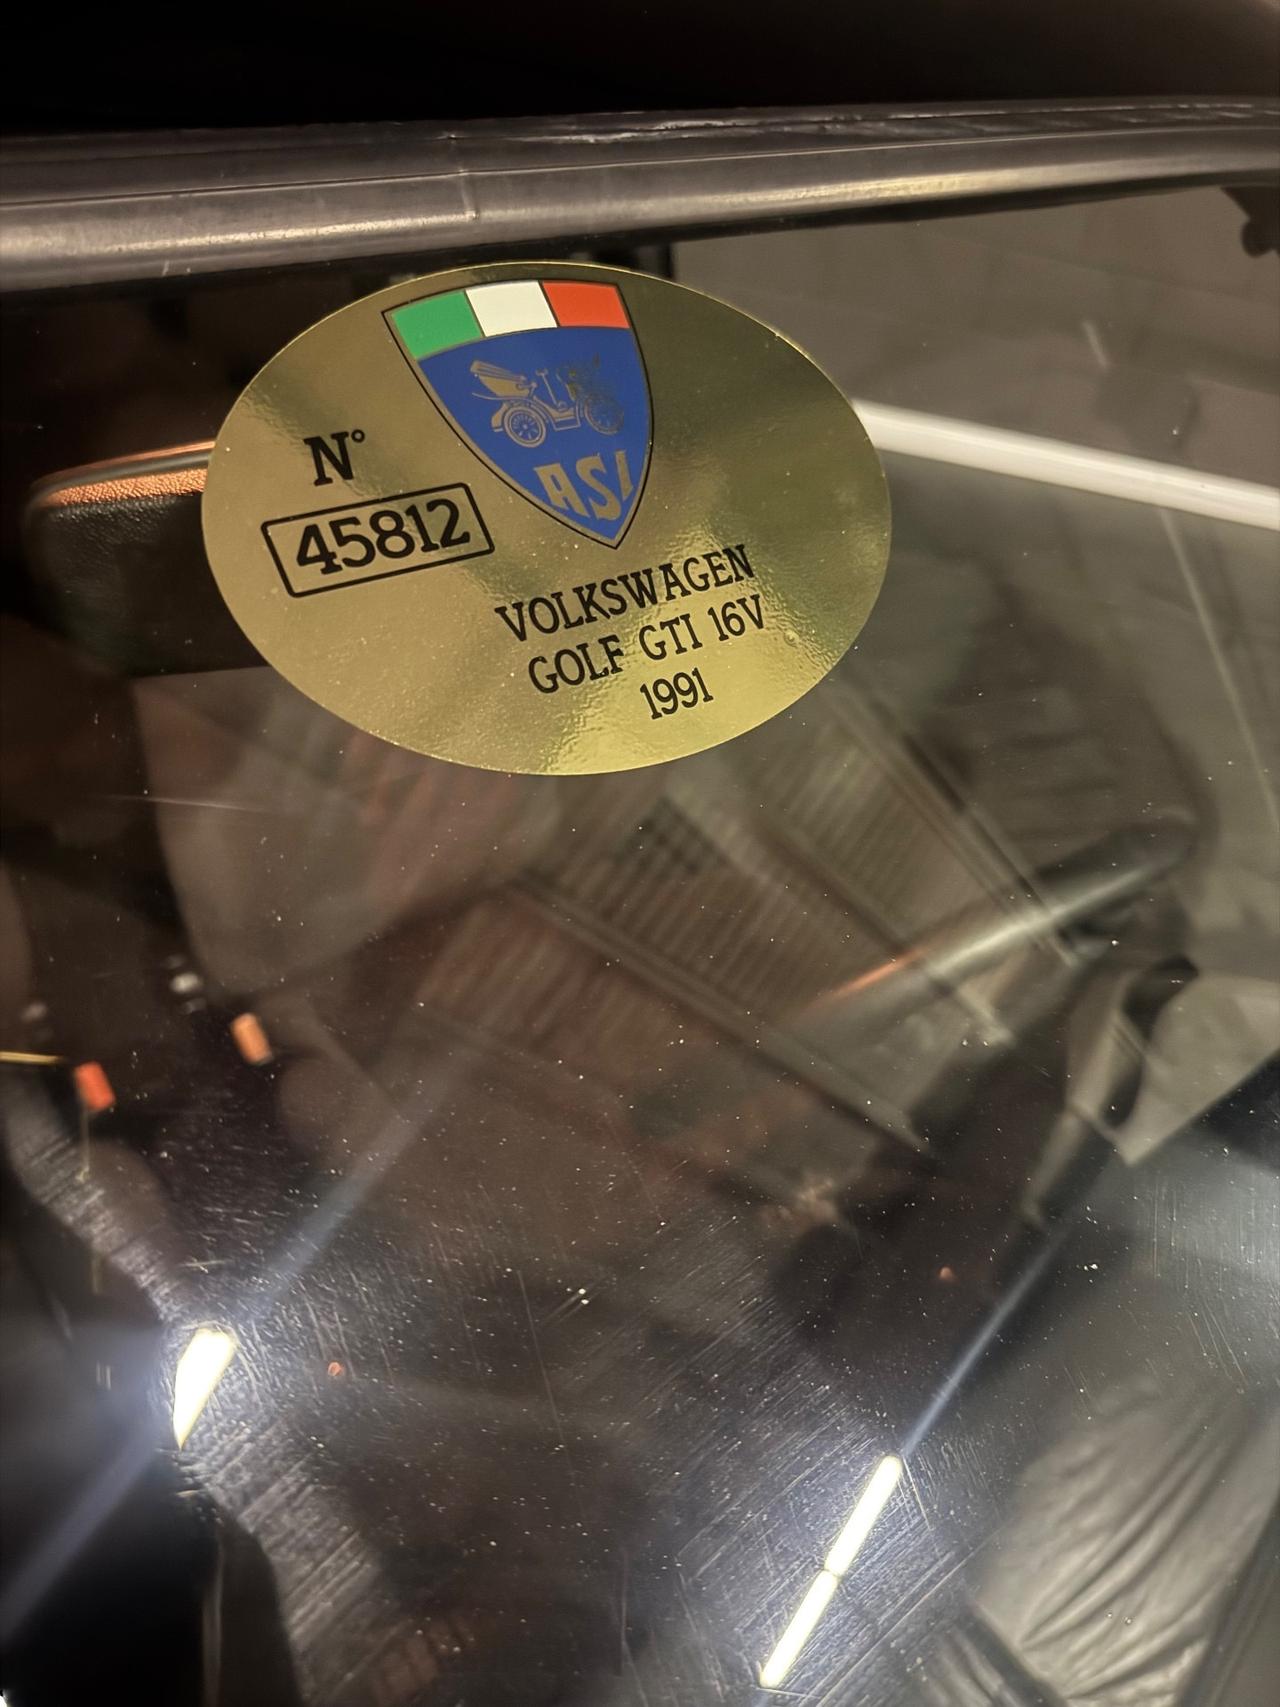 ASI
N°
45812
VOLKSWAGEN
GOLF GTI 16V
1991